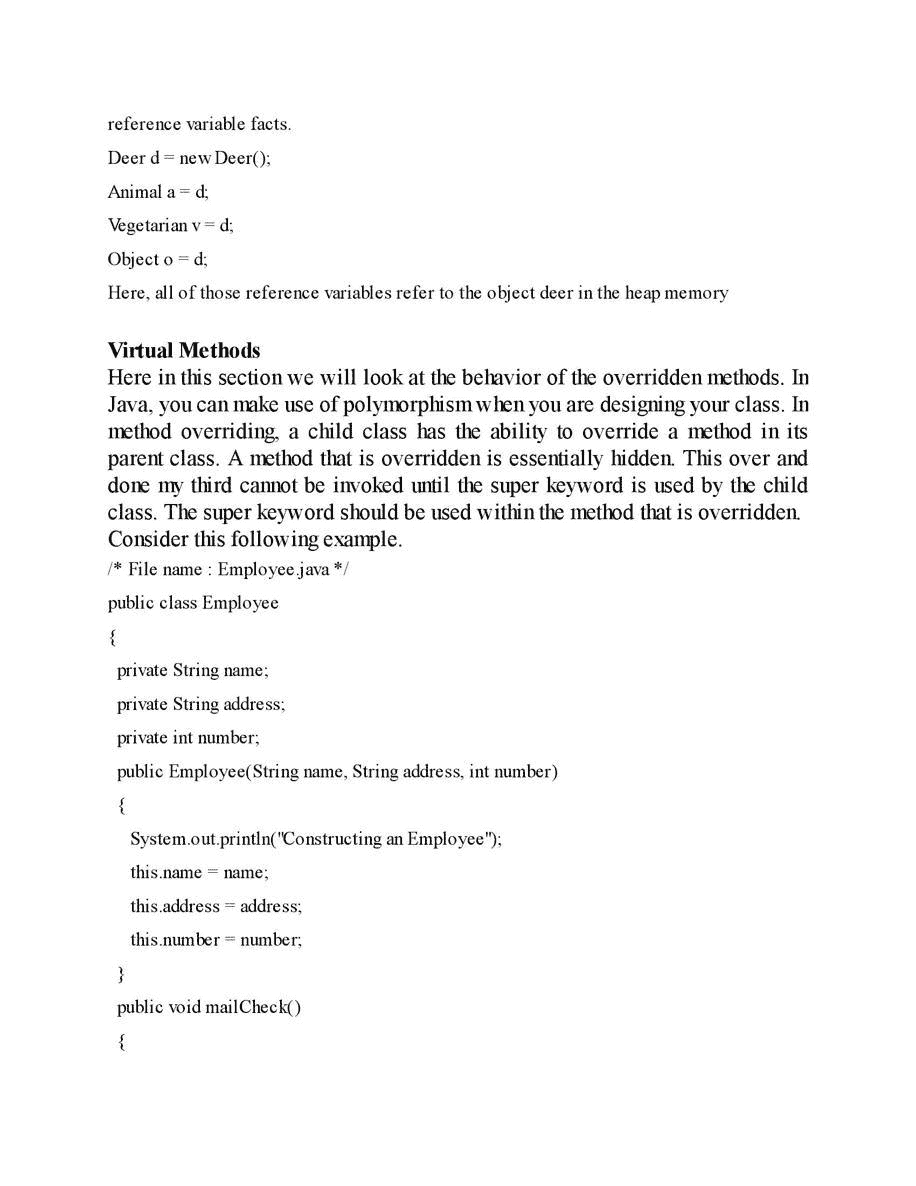 reference variable facts.
Deer d = new Deer();
Animal a = d;
Vegetarian v = d;
Object o = d;
Here, all of those reference variables refer to the object deer in the heap memory
Virtual Methods
Here in this section we will look at the behavior of the overridden methods. In
Java, you can make use of polymorphism when you are designing your class. In
method overriding, a child class has the ability to override a method in its
parent class. A method that is overridden is essentially hidden. This over and
done my third cannot be invoked until the super keyword is used by the child
class. The super keyword should be used within the method that is overridden.
Consider this following example.
/* File name : Employee.java */
public class Employee
{
private String name;
private String address;
private int number;
public Employee(String name, String address, int number)
{
System.out.println("Constructing an Employee");
this.name = name;
this.address = address;
this.number = number;
}
public void mailCheck()
{